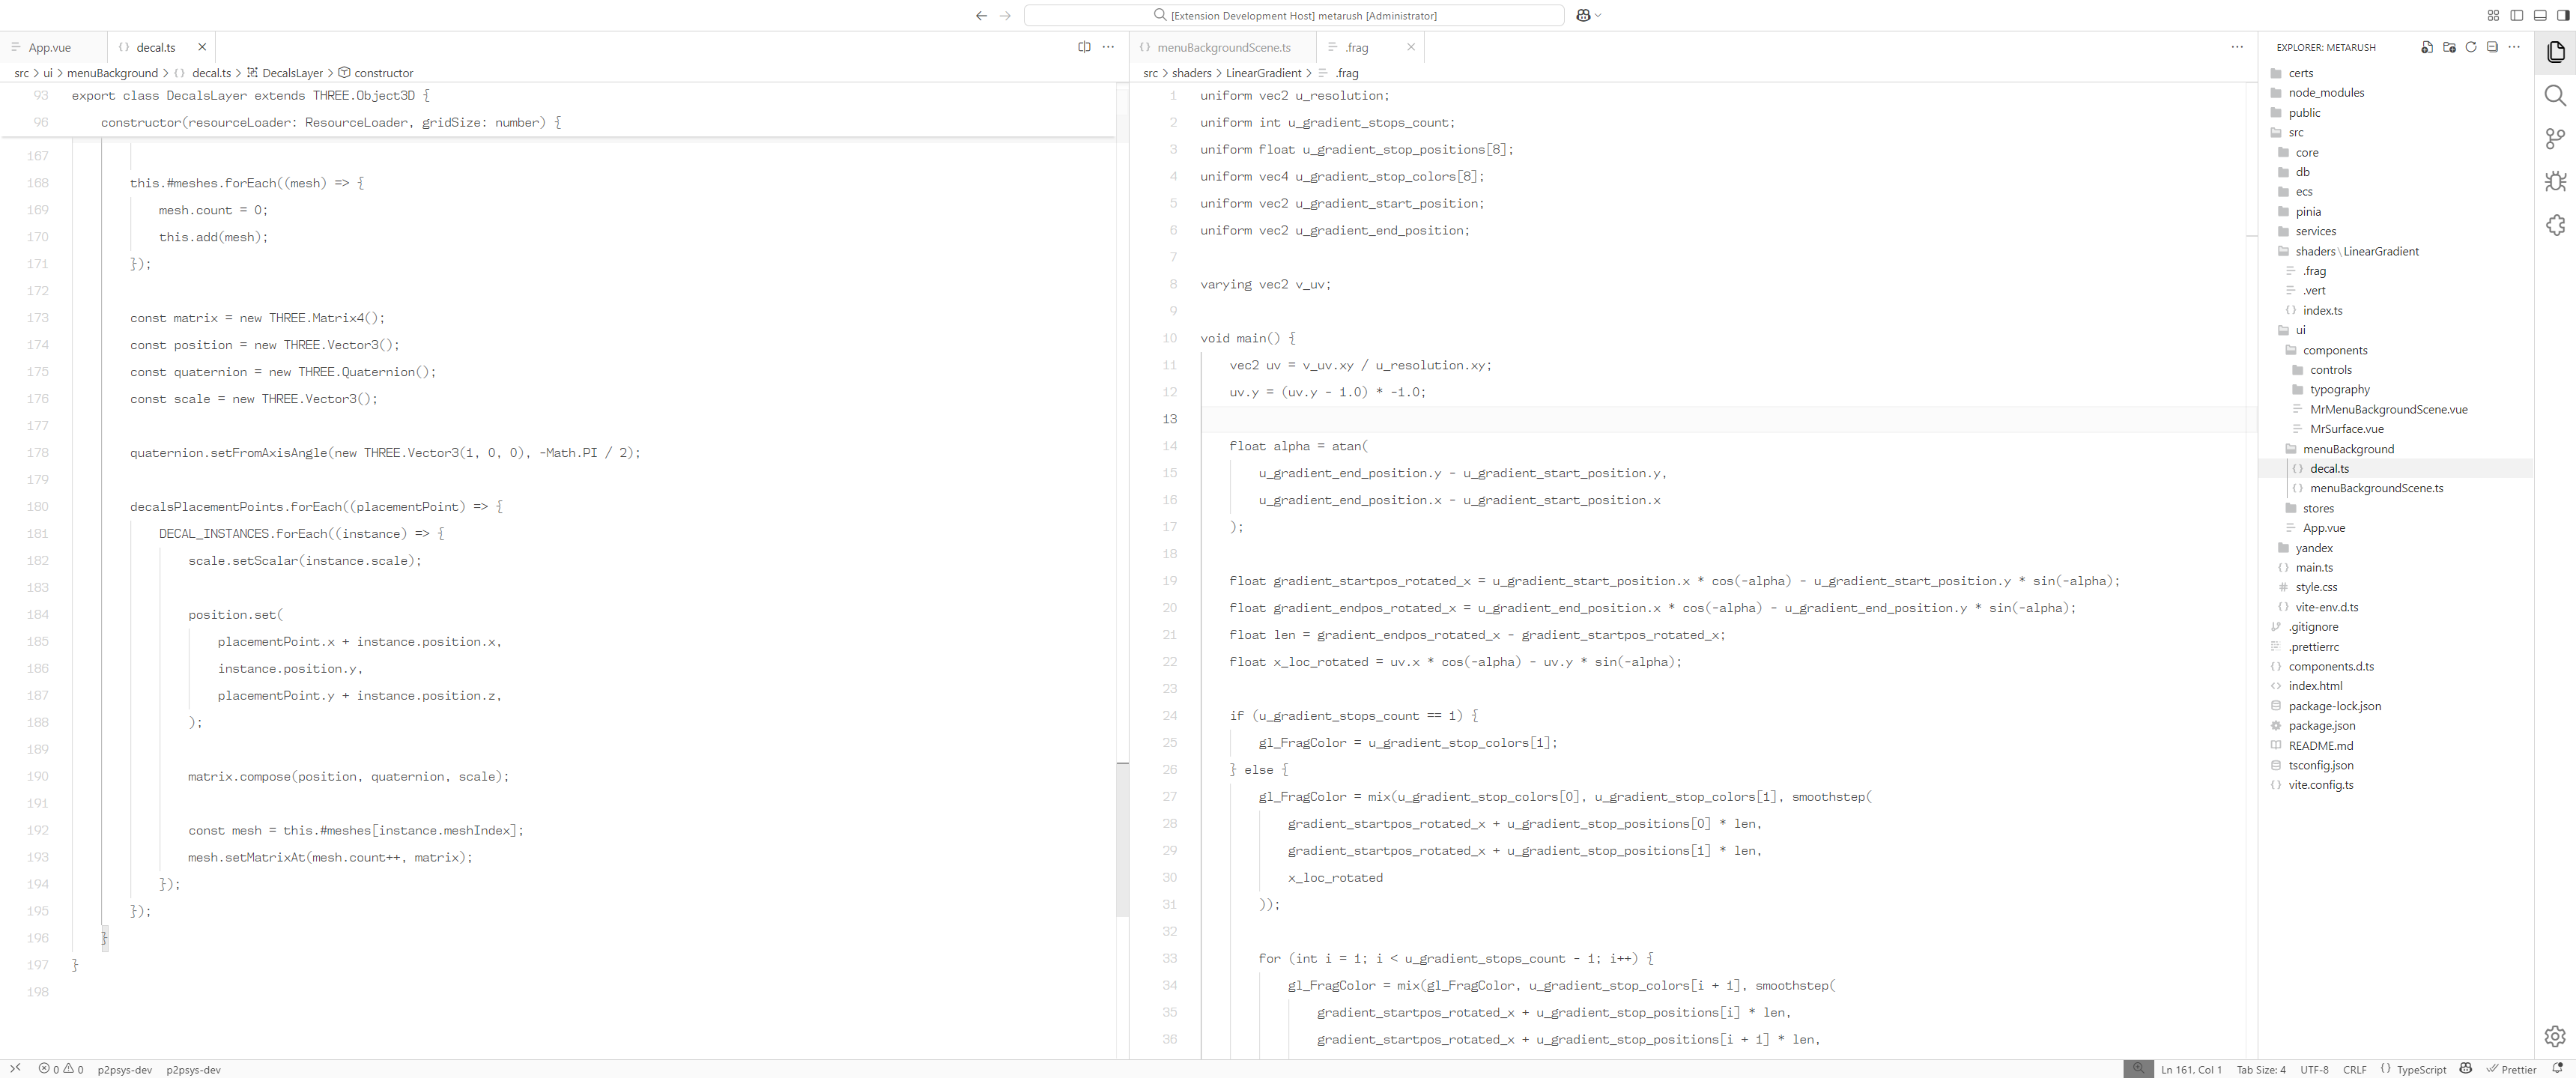 [Extension Development Host] metarush [Administrator]
App.vue
decal.ts
src > ui > menuBackground > decal.ts > DecalsLayer > constructor
93 export class DecalsLayer extends THREE.Object3D {
96 constructor(resourceLoader: ResourceLoader, gridSize: number) {
167
168 this.#meshes.forEach((mesh) => {
169 mesh.count = 0;
170 this.add(mesh);
171 });
172
173 const matrix = new THREE.Matrix4();
174 const position = new THREE.Vector3();
175 const quaternion = new THREE.Quaternion();
176 const scale = new THREE.Vector3();
177
178 quaternion.setFromAxisAngle(new THREE.Vector3(1, 0, 0), -Math.PI / 2);
179
180 decalsPlacementPoints.forEach((placementPoint) => {
181 DECAL_INSTANCES.forEach((instance) => {
182 scale.setScalar(instance.scale);
183
184 position.set(
185 placementPoint.x + instance.position.x,
186 instance.position.y,
187 placementPoint.y + instance.position.z,
188 );
189
190 matrix.compose(position, quaternion, scale);
191
192 const mesh = this.#meshes[instance.meshIndex];
193 mesh.setMatrixAt(mesh.count++, matrix);
194 });
195 });
196 }
197 }
198
menuBackgroundScene.ts
.frag
src > shaders > LinearGradient > .frag
1 uniform vec2 u_resolution;
2 uniform int u_gradient_stops_count;
3 uniform float u_gradient_stop_positions[8];
4 uniform vec4 u_gradient_stop_colors[8];
5 uniform vec2 u_gradient_start_position;
6 uniform vec2 u_gradient_end_position;
7
8 varying vec2 v_uv;
9
10 void main() {
11 vec2 uv = v_uv.xy / u_resolution.xy;
12 uv.y = (uv.y - 1.0) * -1.0;
13
14 float alpha = atan(
15 u_gradient_end_position.y - u_gradient_start_position.y,
16 u_gradient_end_position.x - u_gradient_start_position.x
17 );
18
19 float gradient_startpos_rotated_x = u_gradient_start_position.x * cos(-alpha) - u_gradient_start_position.y * sin(-alpha);
20 float gradient_endpos_rotated_x = u_gradient_end_position.x * cos(-alpha) - u_gradient_end_position.y * sin(-alpha);
21 float len = gradient_endpos_rotated_x - gradient_startpos_rotated_x;
22 float x_loc_rotated = uv.x * cos(-alpha) - uv.y * sin(-alpha);
23
24 if (u_gradient_stops_count == 1) {
25 gl_FragColor = u_gradient_stop_colors[1];
26 } else {
27 gl_FragColor = mix(u_gradient_stop_colors[0], u_gradient_stop_colors[1], smoothstep(
28 gradient_startpos_rotated_x + u_gradient_stop_positions[0] * len,
29 gradient_startpos_rotated_x + u_gradient_stop_positions[1] * len,
30 x_loc_rotated
31 ));
32
33 for (int i = 1; i < u_gradient_stops_count - 1; i++) {
34 gl_FragColor = mix(gl_FragColor, u_gradient_stop_colors[i + 1], smoothstep(
35 gradient_startpos_rotated_x + u_gradient_stop_positions[i] * len,
36 gradient_startpos_rotated_x + u_gradient_stop_positions[i + 1] * len,
EXPLORER: METARUSH
certs
node_modules
public
src
core
db
ecs
pinia
services
shaders\LinearGradient
.frag
.vert
index.ts
ui
components
controls
typography
MrMenuBackgroundScene.vue
MrSurface.vue
menuBackground
decal.ts
menuBackgroundScene.ts
stores
App.vue
yandex
main.ts
style.css
vite-env.d.ts
.gitignore
.prettierrc
components.d.ts
index.html
package-lock.json
package.json
README.md
tsconfig.json
vite.config.ts
0 0 p2psys-dev p2psys-dev
Ln 161, Col 1 Tab Size: 4 UTF-8 CRLF {} TypeScript Prettier